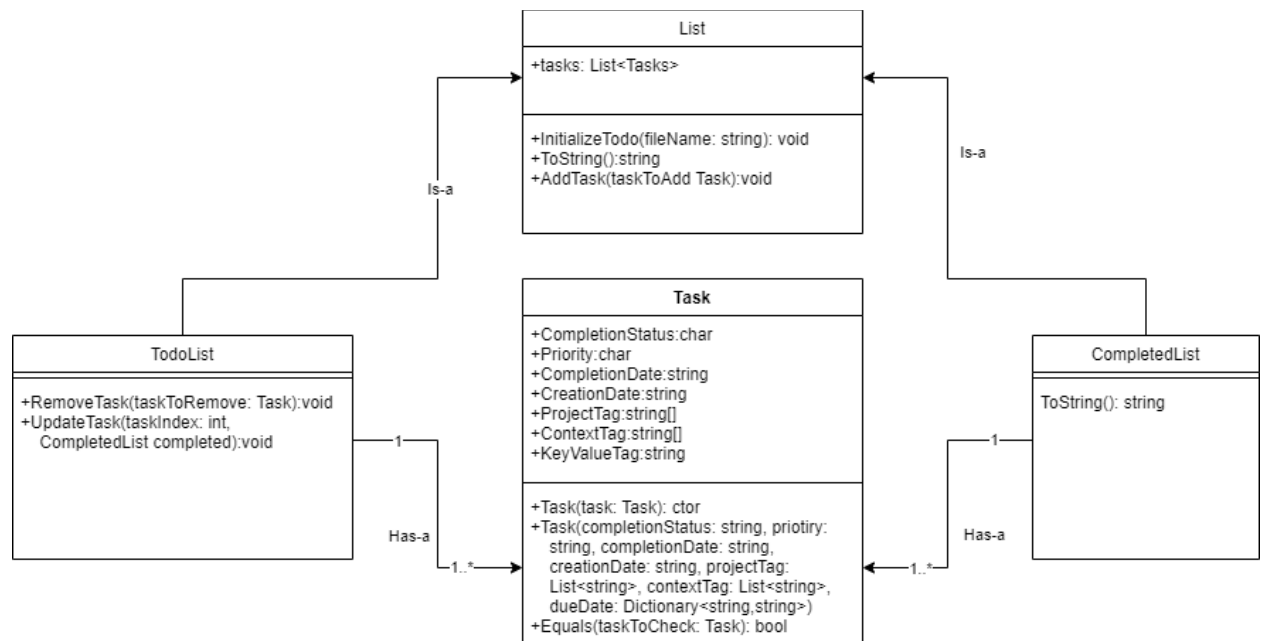 List
+tasks: List<Tasks>
+InitializeTodo(fileName: string): void
+ToString():string
+AddTask(taskToAdd Task):void
Is-a
Is-a
Task
+CompletionStatus:char
+Priority:char
+CompletionDate:string
+CreationDate:string
+ProjectTag:string[]
+ContextTag:string[]
+KeyValueTag:string
+Task(task: Task): ctor
+Task(completionStatus: string, priotiry:
string, completionDate: string,
creationDate: string, projectTag:
List<string>, contextTag: List<string>,
dueDate: Dictionary<string,string>)
+Equals(taskToCheck: Task): bool
TodoList
+RemoveTask(taskToRemove: Task):void
+UpdateTask(taskIndex: int,
CompletedList completed):void
1
Has-a
1..*
CompletedList
ToString(): string
1
Has-a
1..*